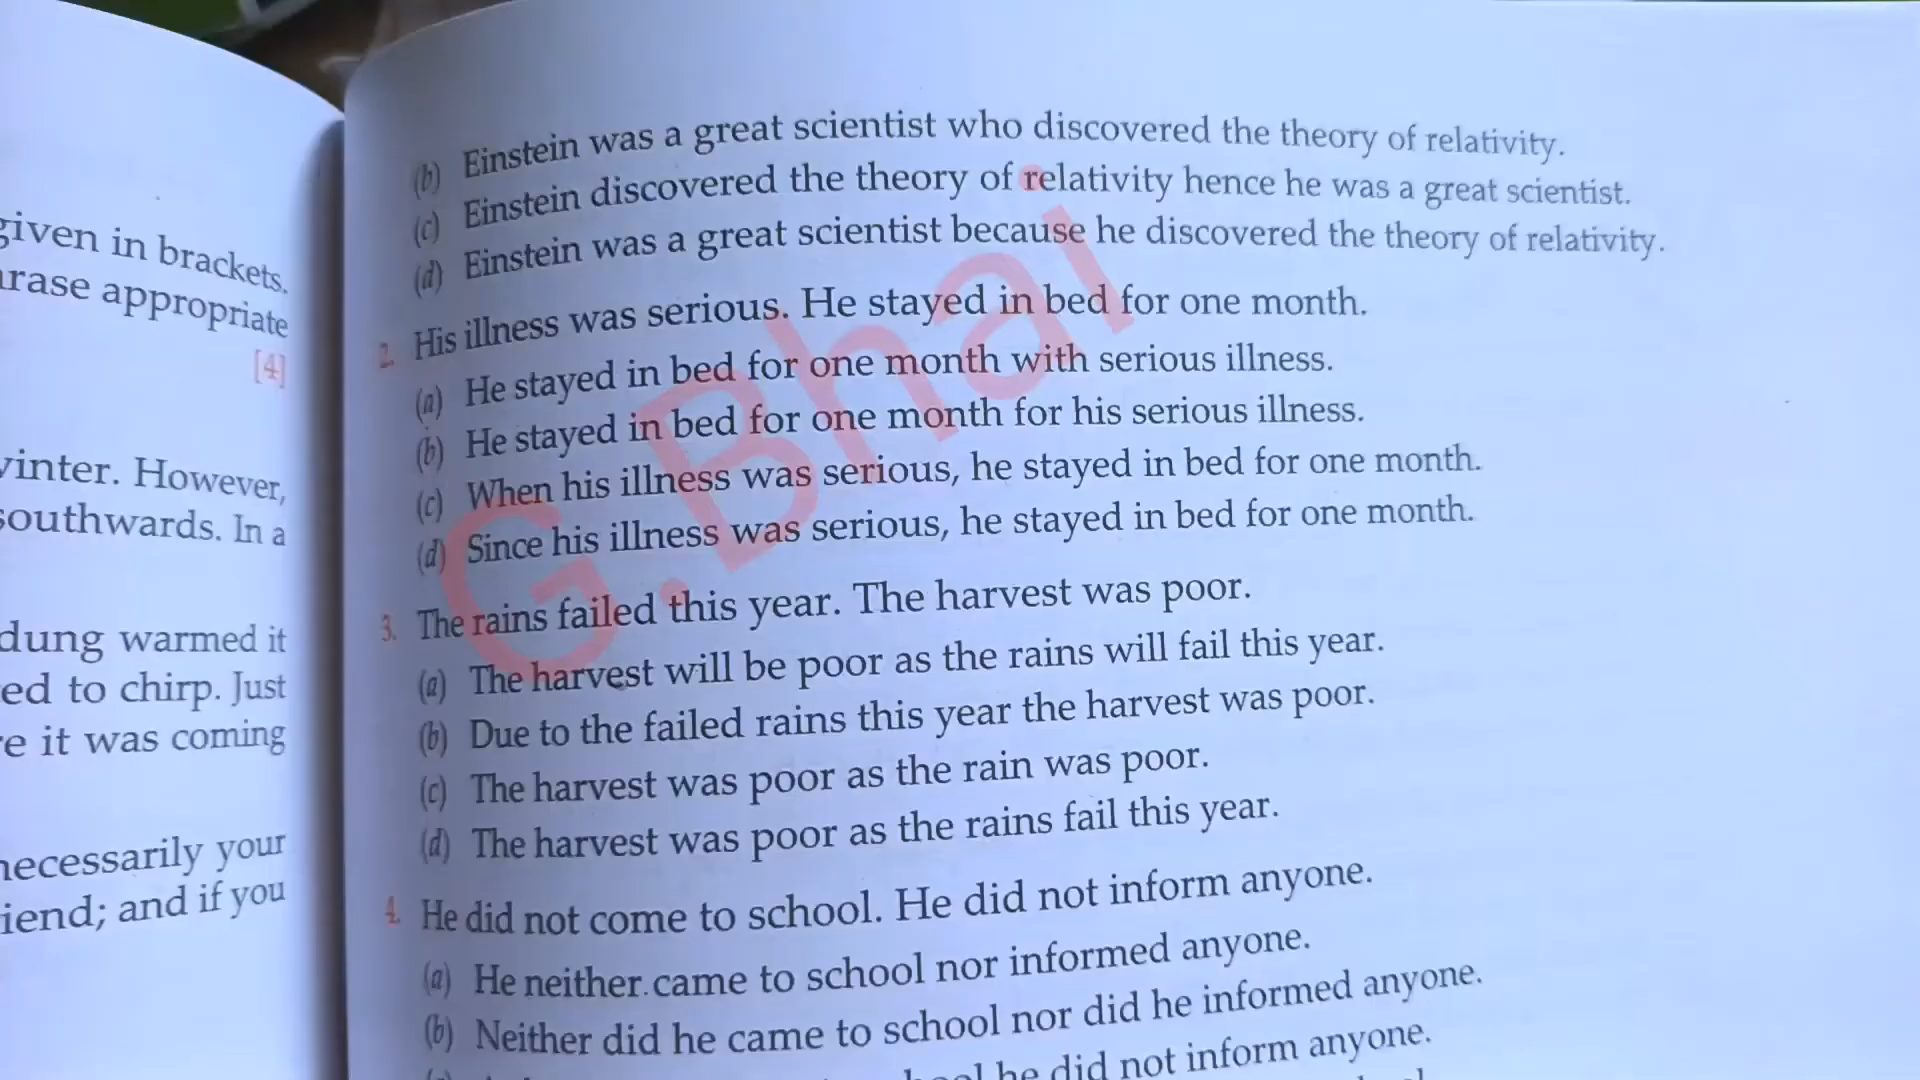 given in brackets.
appropriate
[4]
However,
southwards. In a
dung warmed it
to chirp. Just
it was coming
necessarily your
and if you
(b) Einstein was a great scientist who discovered the theory of relativity.
(c) Einstein discovered the theory of relativity hence he was a great scientist.
(d) Einstein was a great scientist because he discovered the theory of relativity.
2. His illness was serious. He stayed in bed for one month.
(a) He stayed in bed for one month with serious illness.
(b) He stayed in bed for one month for his serious illness.
(c) When his illness was serious, he stayed in bed for one month.
(d) Since his illness was serious, he stayed in bed for one month.
3. The rains failed this year. The harvest was poor.
(a) The harvest will be poor as the rains will fail this year.
(b) Due to the failed rains this year the harvest was poor.
(c) The harvest was poor as the rain was poor.
(d) The harvest was poor as the rains fail this year.
4. He did not come to school. He did not inform anyone.
(a) He neither came to school nor informed anyone.
(b) Neither did he came to school nor did he informed anyone.
he did not inform anyone.
G.Bhai